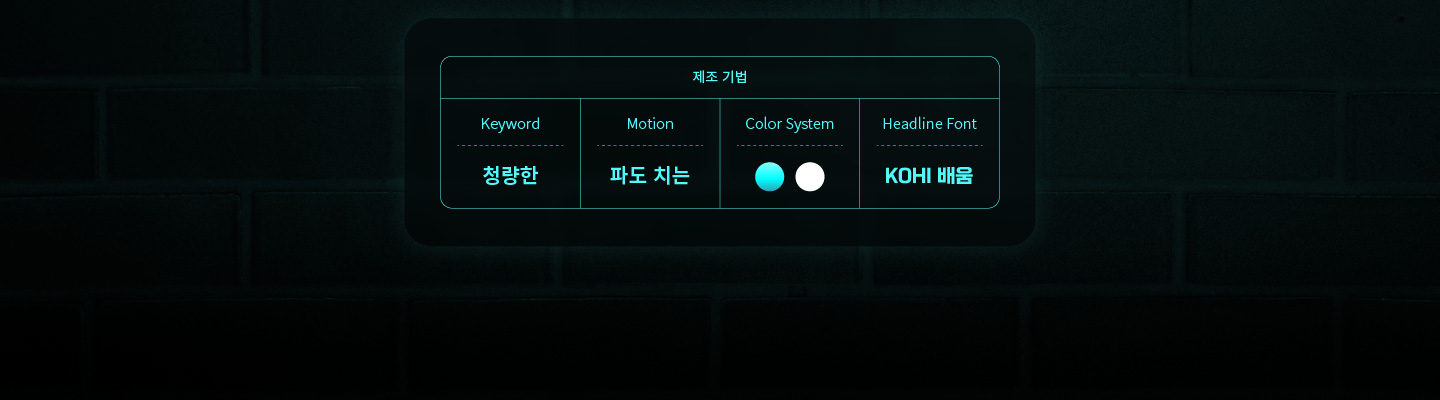 제조 기법
Keyword
Motion
Color System
Headline Font
청량한
파도 치는
KOHI 배움